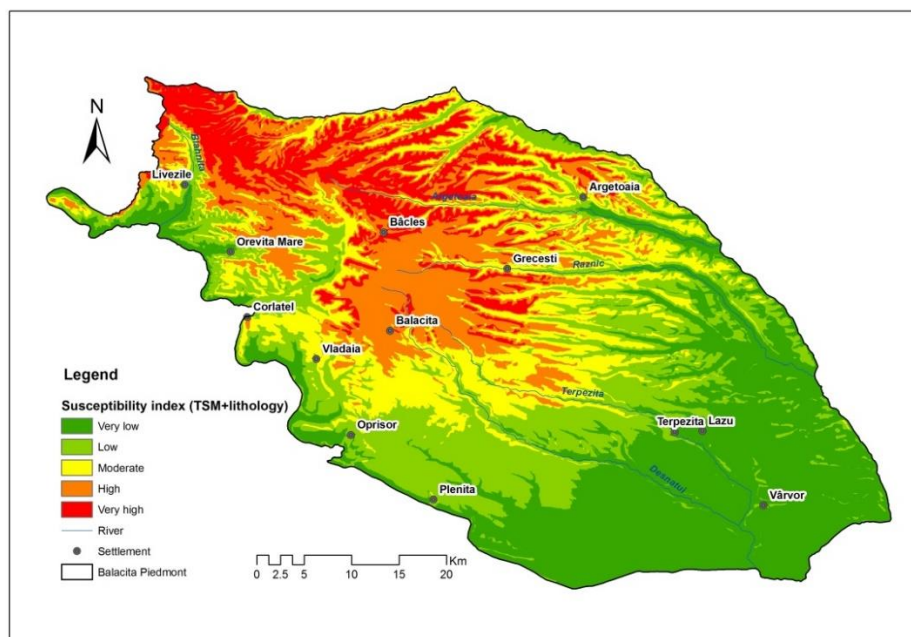 N
Blahnita
Livezile
Argetoaia
Argetoaia
Bâcles
Orevita Mare
Grecesti
Raznic
Corlatel
Balacita
Vladaia
Terpezita
Terpezita
Lazu
Oprisor
Desnatui
Plenita
Vârvor
Legend
Susceptibility index (TSM+lithology)
Very low
Low
Moderate
High
Very high
River
Settlement
Balacita Piedmont
Km
0 2.5 5 10 15 20